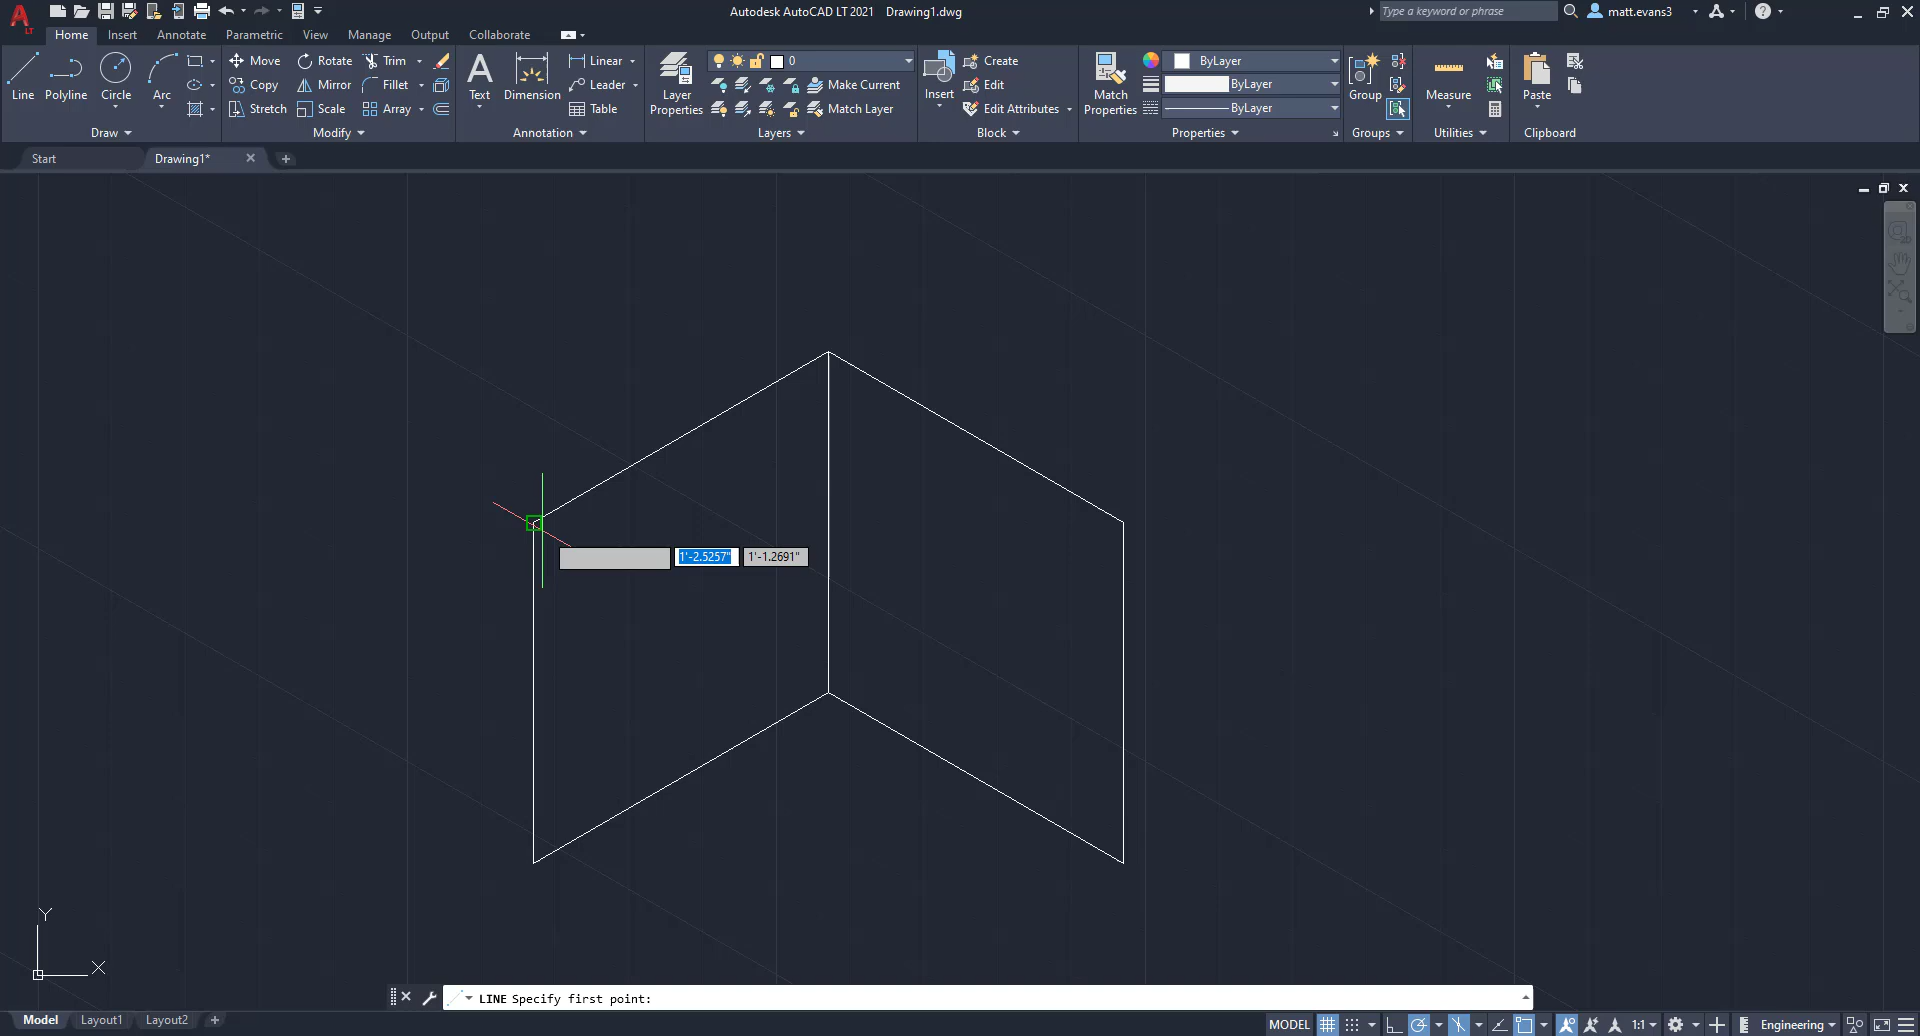 Autodesk AutoCAD LT 2021 Drawing1.dwg
Type a keyword or phrase
matt.evans3
LT
Home Insert Annotate Parametric View Manage Output Collaborate
Line Polyline Circle Arc
Draw
Move Rotate Trim
Copy Mirror Fillet
Stretch Scale Array
Modify
Text Dimension
Linear
Leader
Table
Annotation
Layer Properties
0
Make Current
Match Layer
Layers
Insert
Create
Edit
Edit Attributes
Block
Match Properties
ByLayer
ByLayer
ByLayer
Properties
Group
Groups
Measure
Utilities
Paste
Clipboard
Start Drawing1*
1'-2.5257" 1'-1.2691"
Y
X
LINE Specify first point:
Model Layout1 Layout2
MODEL 1:1 Engineering